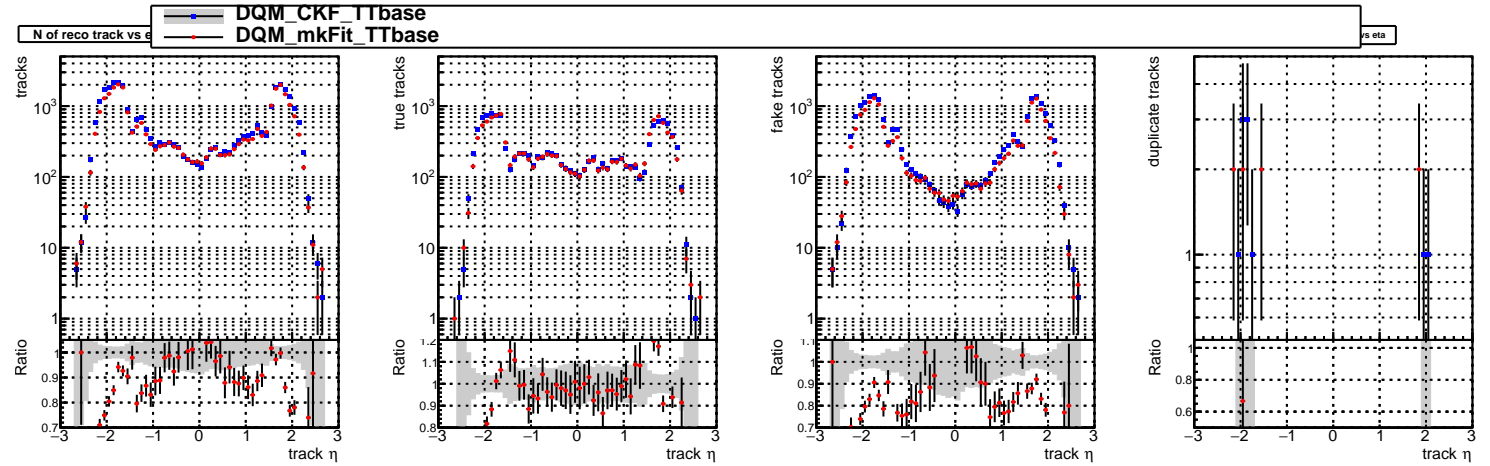 DQM_CKF_TTbase
DQM_mkFit_TTbase
N of reco track vs e
vs eta
tracks
10³
10²
10
1
Ratio
1
0.9
0.8
0.7
−3 −2 −1 0 1 2 3
track η
true tracks
10³
10²
10
1
Ratio
1.2
1.1
1
0.9
0.8
−3 −2 −1 0 1 2 3
track η
fake tracks
10³
10²
10
1
Ratio
1.1
1
0.9
0.8
0.7
−3 −2 −1 0 1 2 3
track η
duplicate tracks
1
Ratio
1
0.8
0.6
−3 −2 −1 0 1 2 3
track η